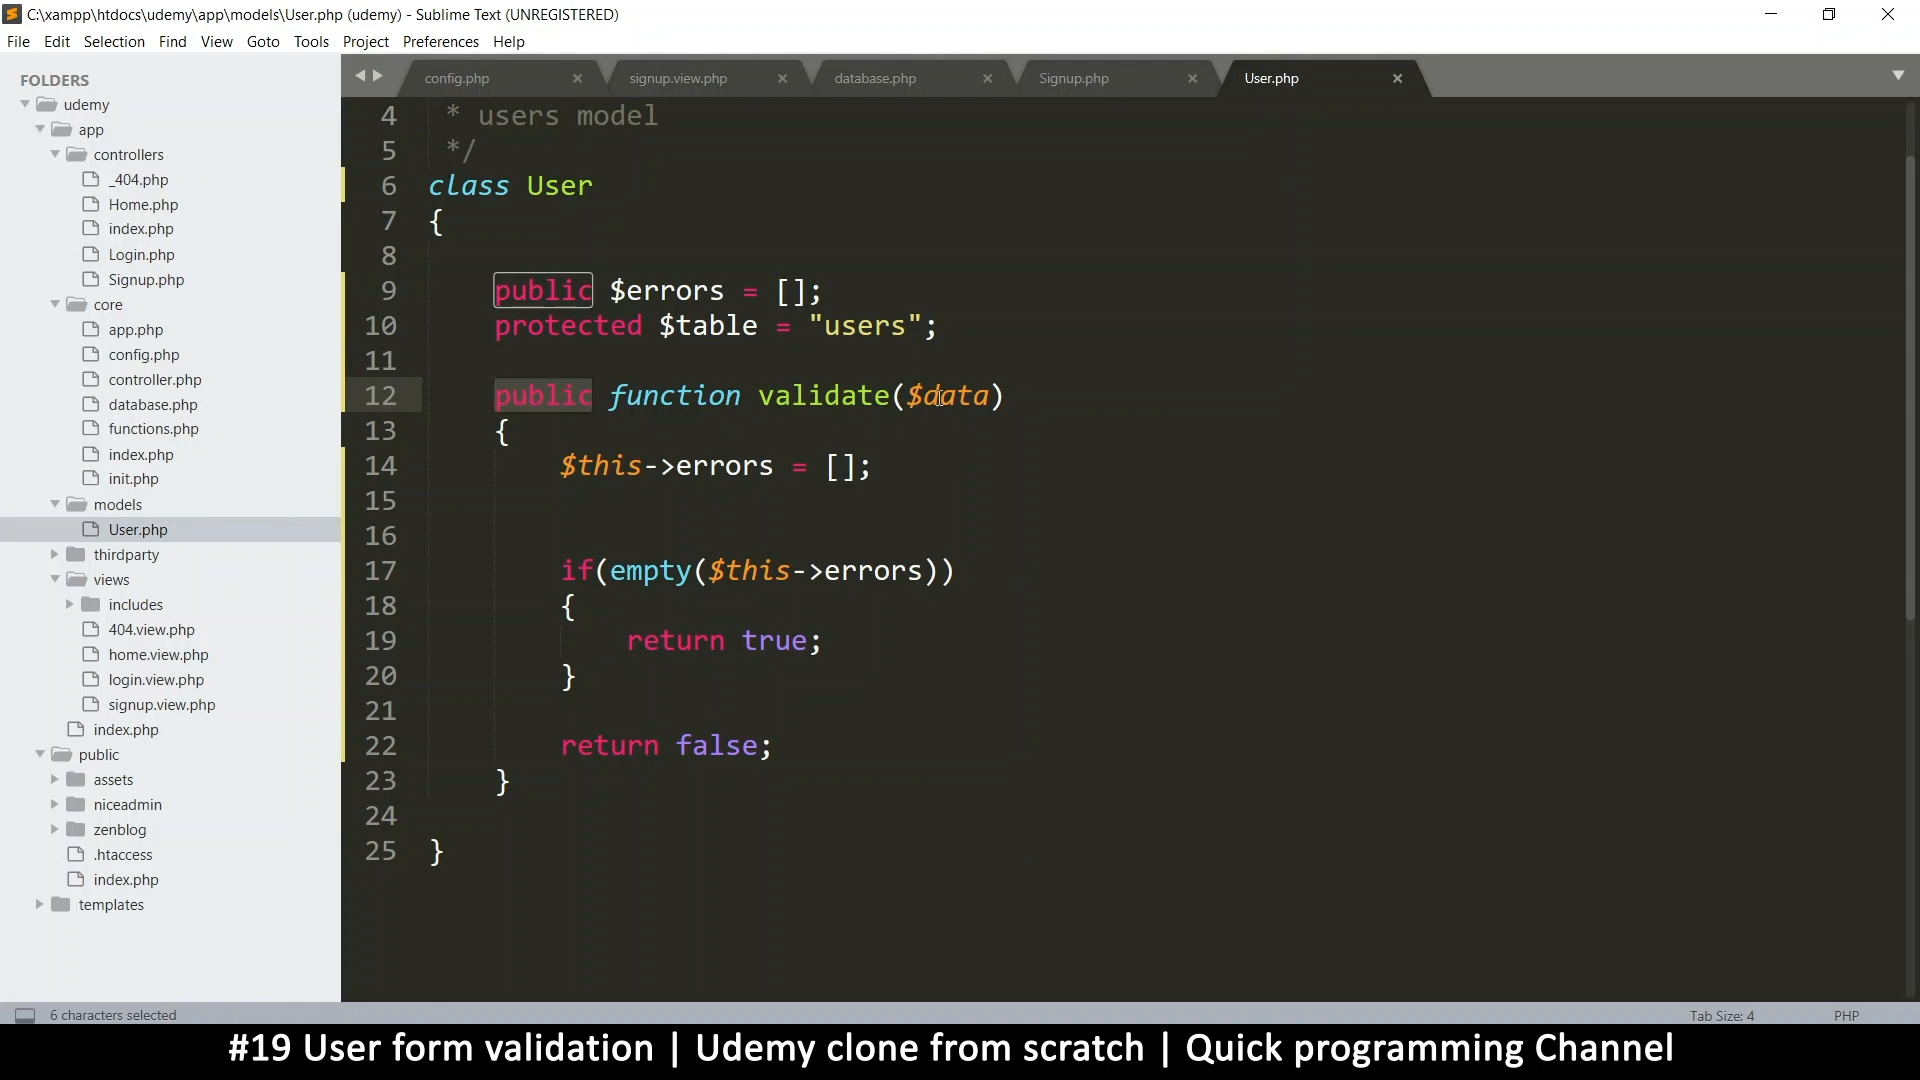 C:\xampp\htdocs\udemy\app\models\User.php (udemy) - Sublime Text (UNREGISTERED)
File Edit Selection Find View Goto Tools Project Preferences Help
FOLDERS
udemy
app
controllers
_404.php
Home.php
index.php
Login.php
Signup.php
core
app.php
config.php
controller.php
database.php
functions.php
index.php
init.php
models
User.php
thirdparty
views
includes
404.view.php
home.view.php
login.view.php
signup.view.php
index.php
public
assets
niceadmin
zenblog
.htaccess
index.php
templates
config.php signup.view.php database.php Signup.php User.php
4 * users model
5 */
6 class User
7 {
8
9 public $errors = [];
10 protected $table = "users";
11
12 public function validate($data)
13 {
14 $this->errors = [];
15
16
17 if(empty($this->errors))
18 {
19 return true;
20 }
21
22 return false;
23 }
24
25 }
6 characters selected Tab Size: 4 PHP
#19 User form validation | Udemy clone from scratch | Quick programming Channel